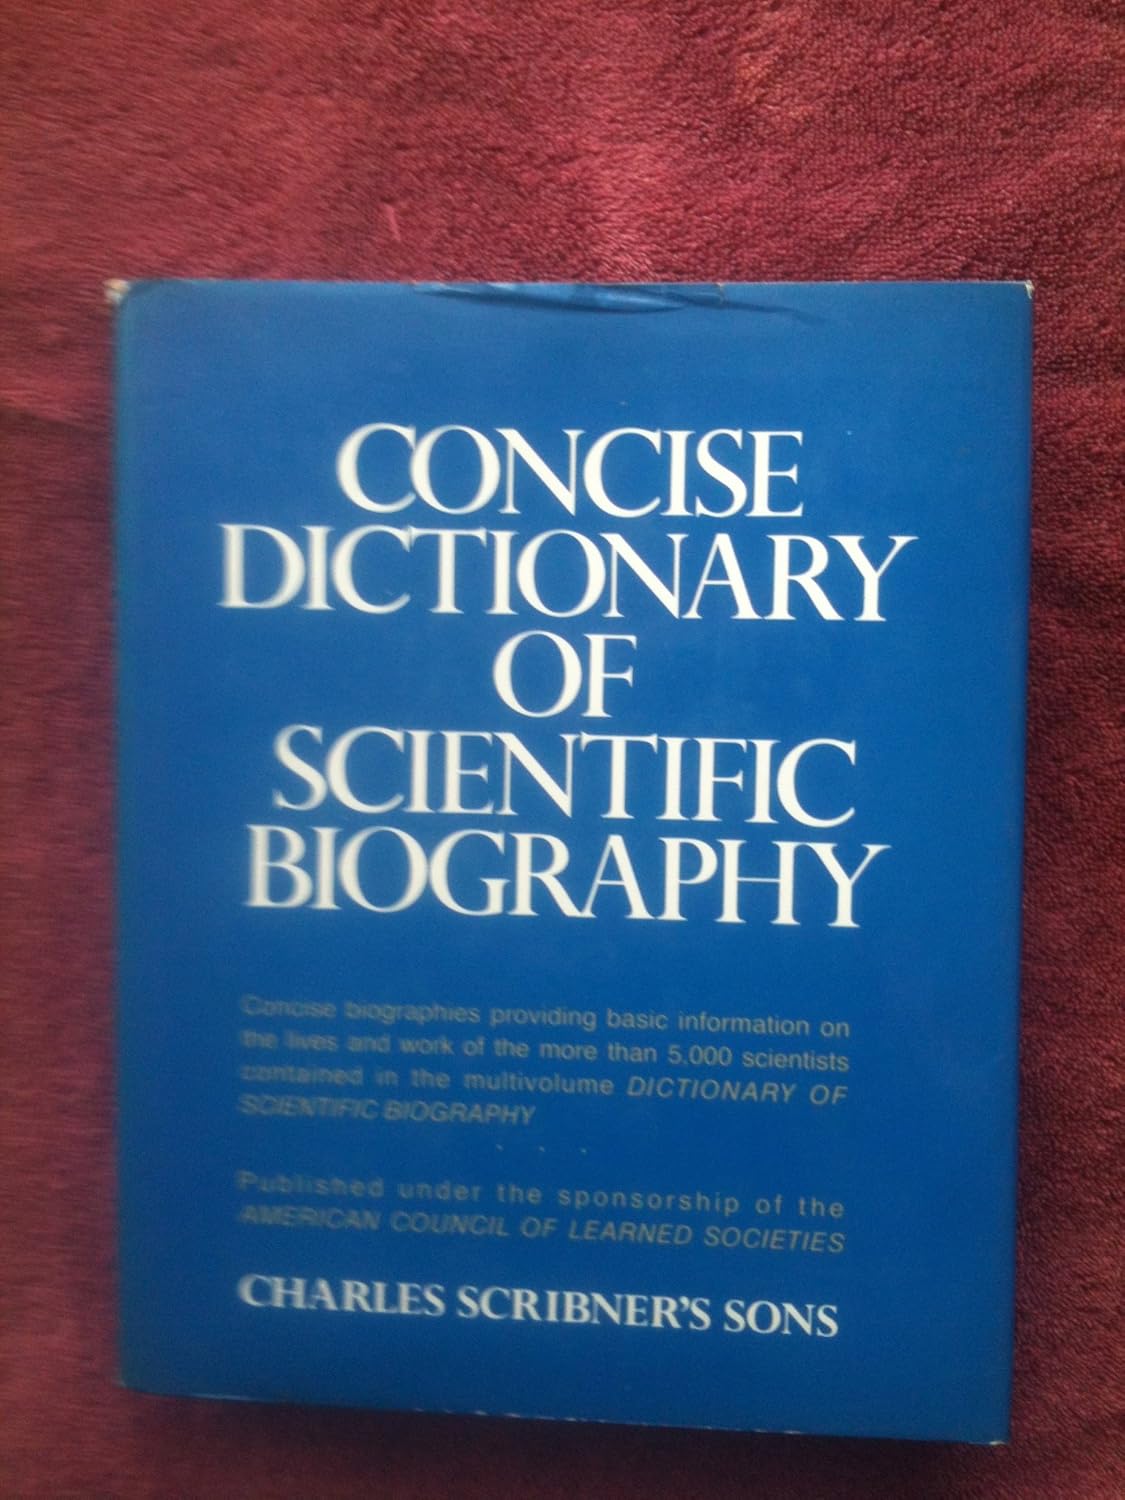 CONCISE
DICTIONARY
OF
SCIENTIFIC
BIOGRAPHY
Concise biographies providing basic information on
the lives and work of the more than 5,000 scientists
contained in the multivolume DICTIONARY OF
SCIENTIFIC BIOGRAPHY
. . .
Published under the sponsorship of the
AMERICAN COUNCIL OF LEARNED SOCIETIES
CHARLES SCRIBNER'S SONS